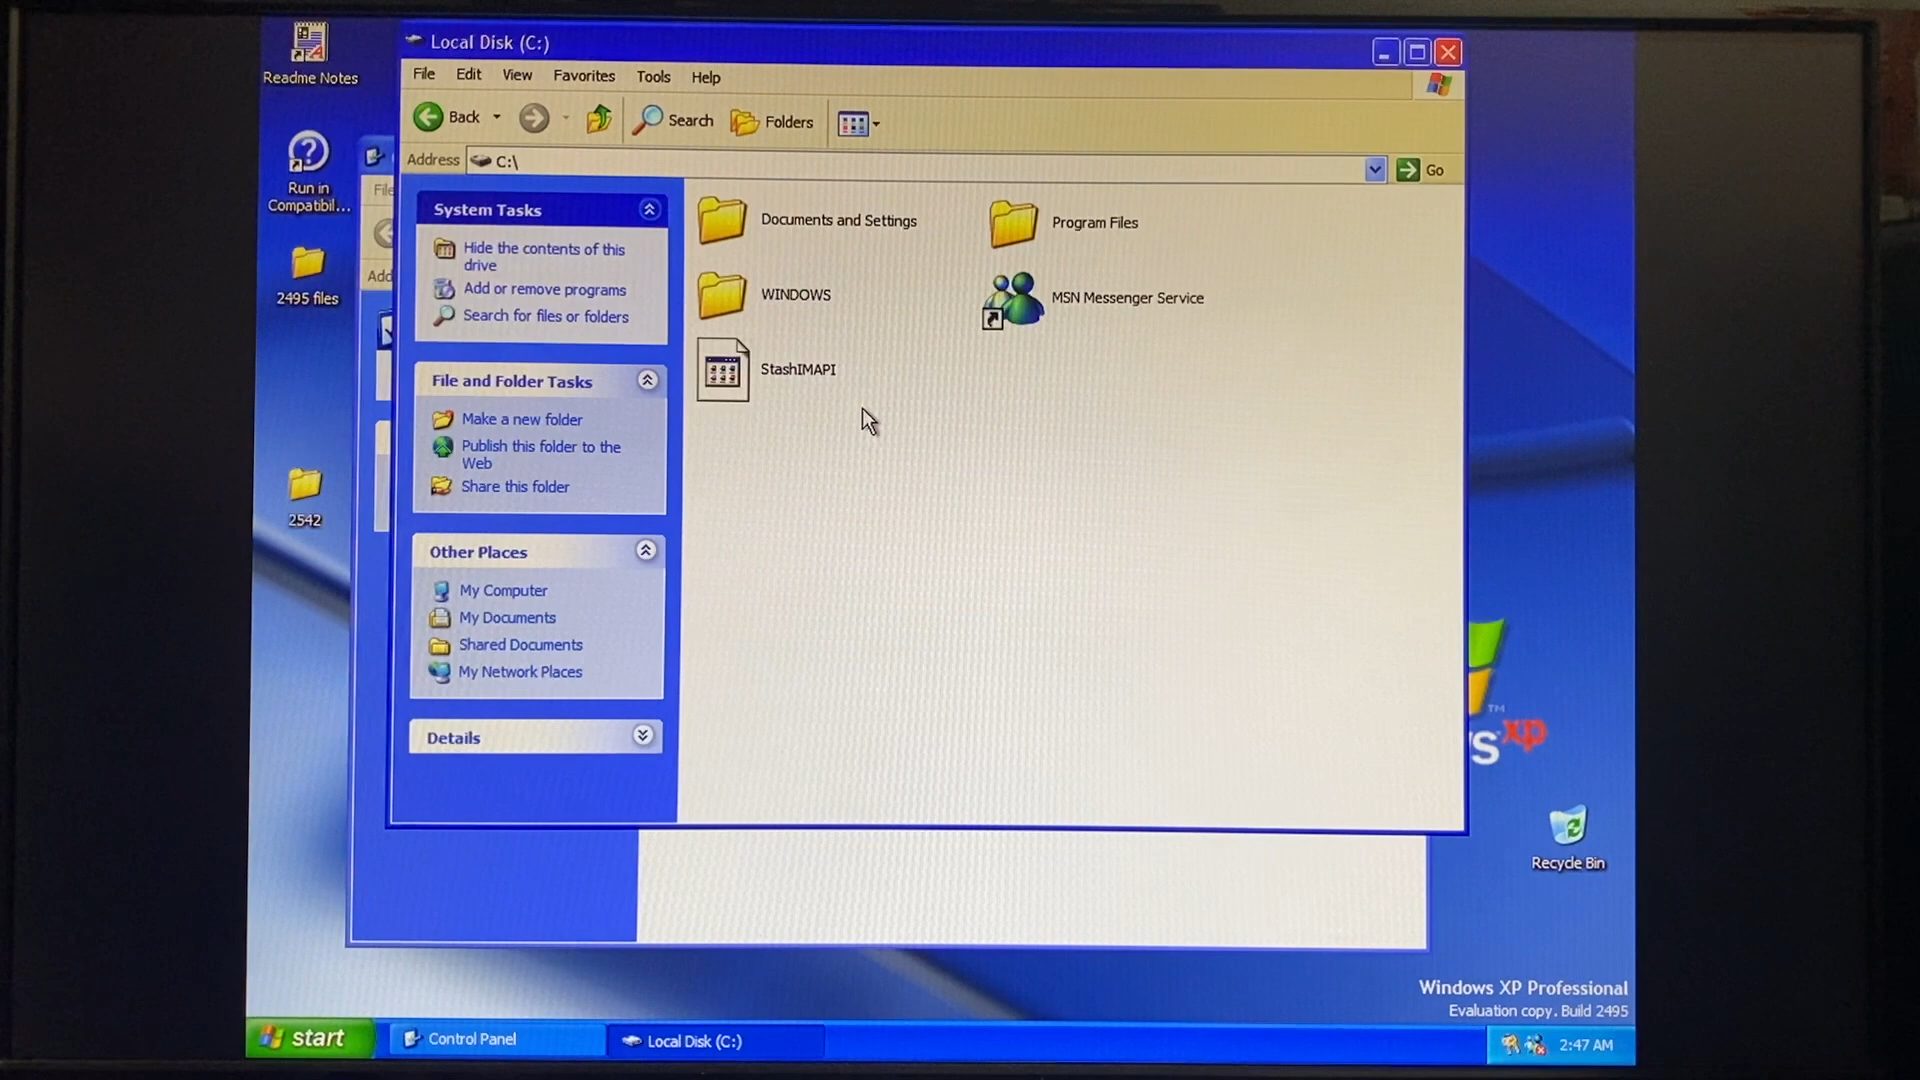 Readme Notes
Run in
Compatibil...
2495 files
2542
File
Add
Local Disk (C:)
File Edit View Favorites Tools Help
Back Search Folders
Address C:\ Go
System Tasks
Hide the contents of this
drive
Add or remove programs
Search for files or folders
File and Folder Tasks
Make a new folder
Publish this folder to the
Web
Share this folder
Other Places
My Computer
My Documents
Shared Documents
My Network Places
Details
Documents and Settings
Program Files
WINDOWS
MSN Messenger Service
StashIMAPI
TM
s xp
Recycle Bin
Windows XP Professional
Evaluation copy. Build 2495
start Control Panel Local Disk (C:) 2:47 AM